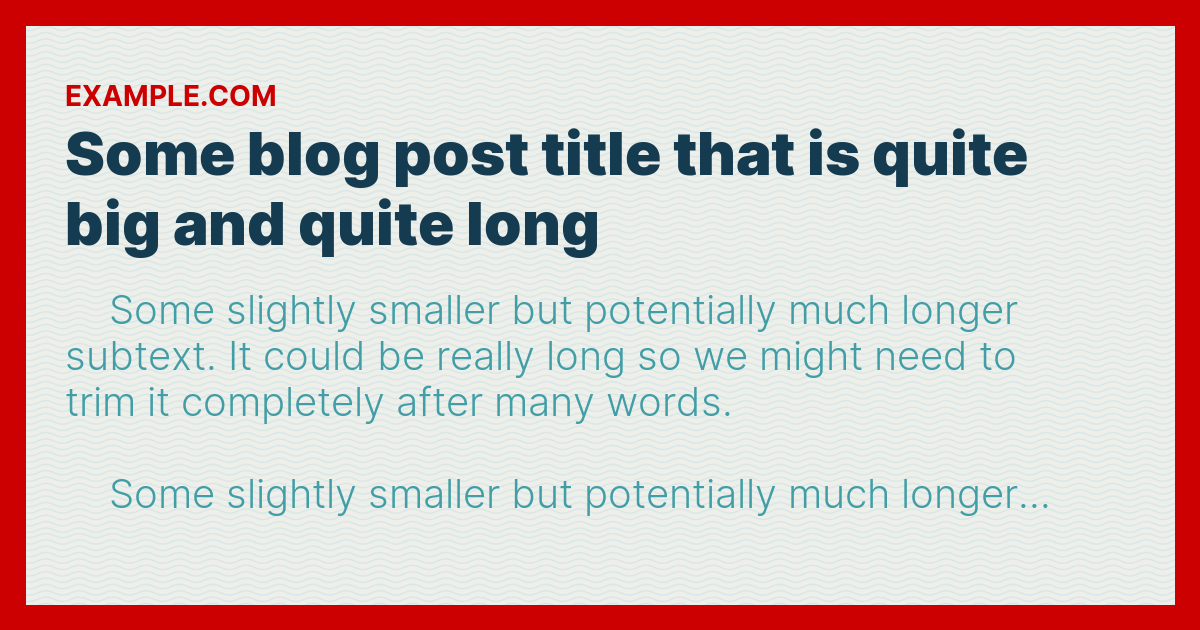 EXAMPLE.COM
Some blog post title that is quite
big and quite long
Some slightly smaller but potentially much longer
subtext. It could be really long so we might need to
trim it completely after many words.
Some slightly smaller but potentially much longer...